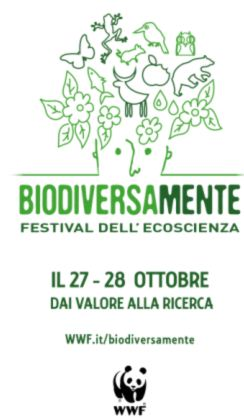 BIODIVERSAMENTE
FESTIVAL DELL' ECOSCIENZA
IL 27 - 28 OTTOBRE
DAI VALORE ALLA RICERCA
WWF.it/biodiversamente
WWF